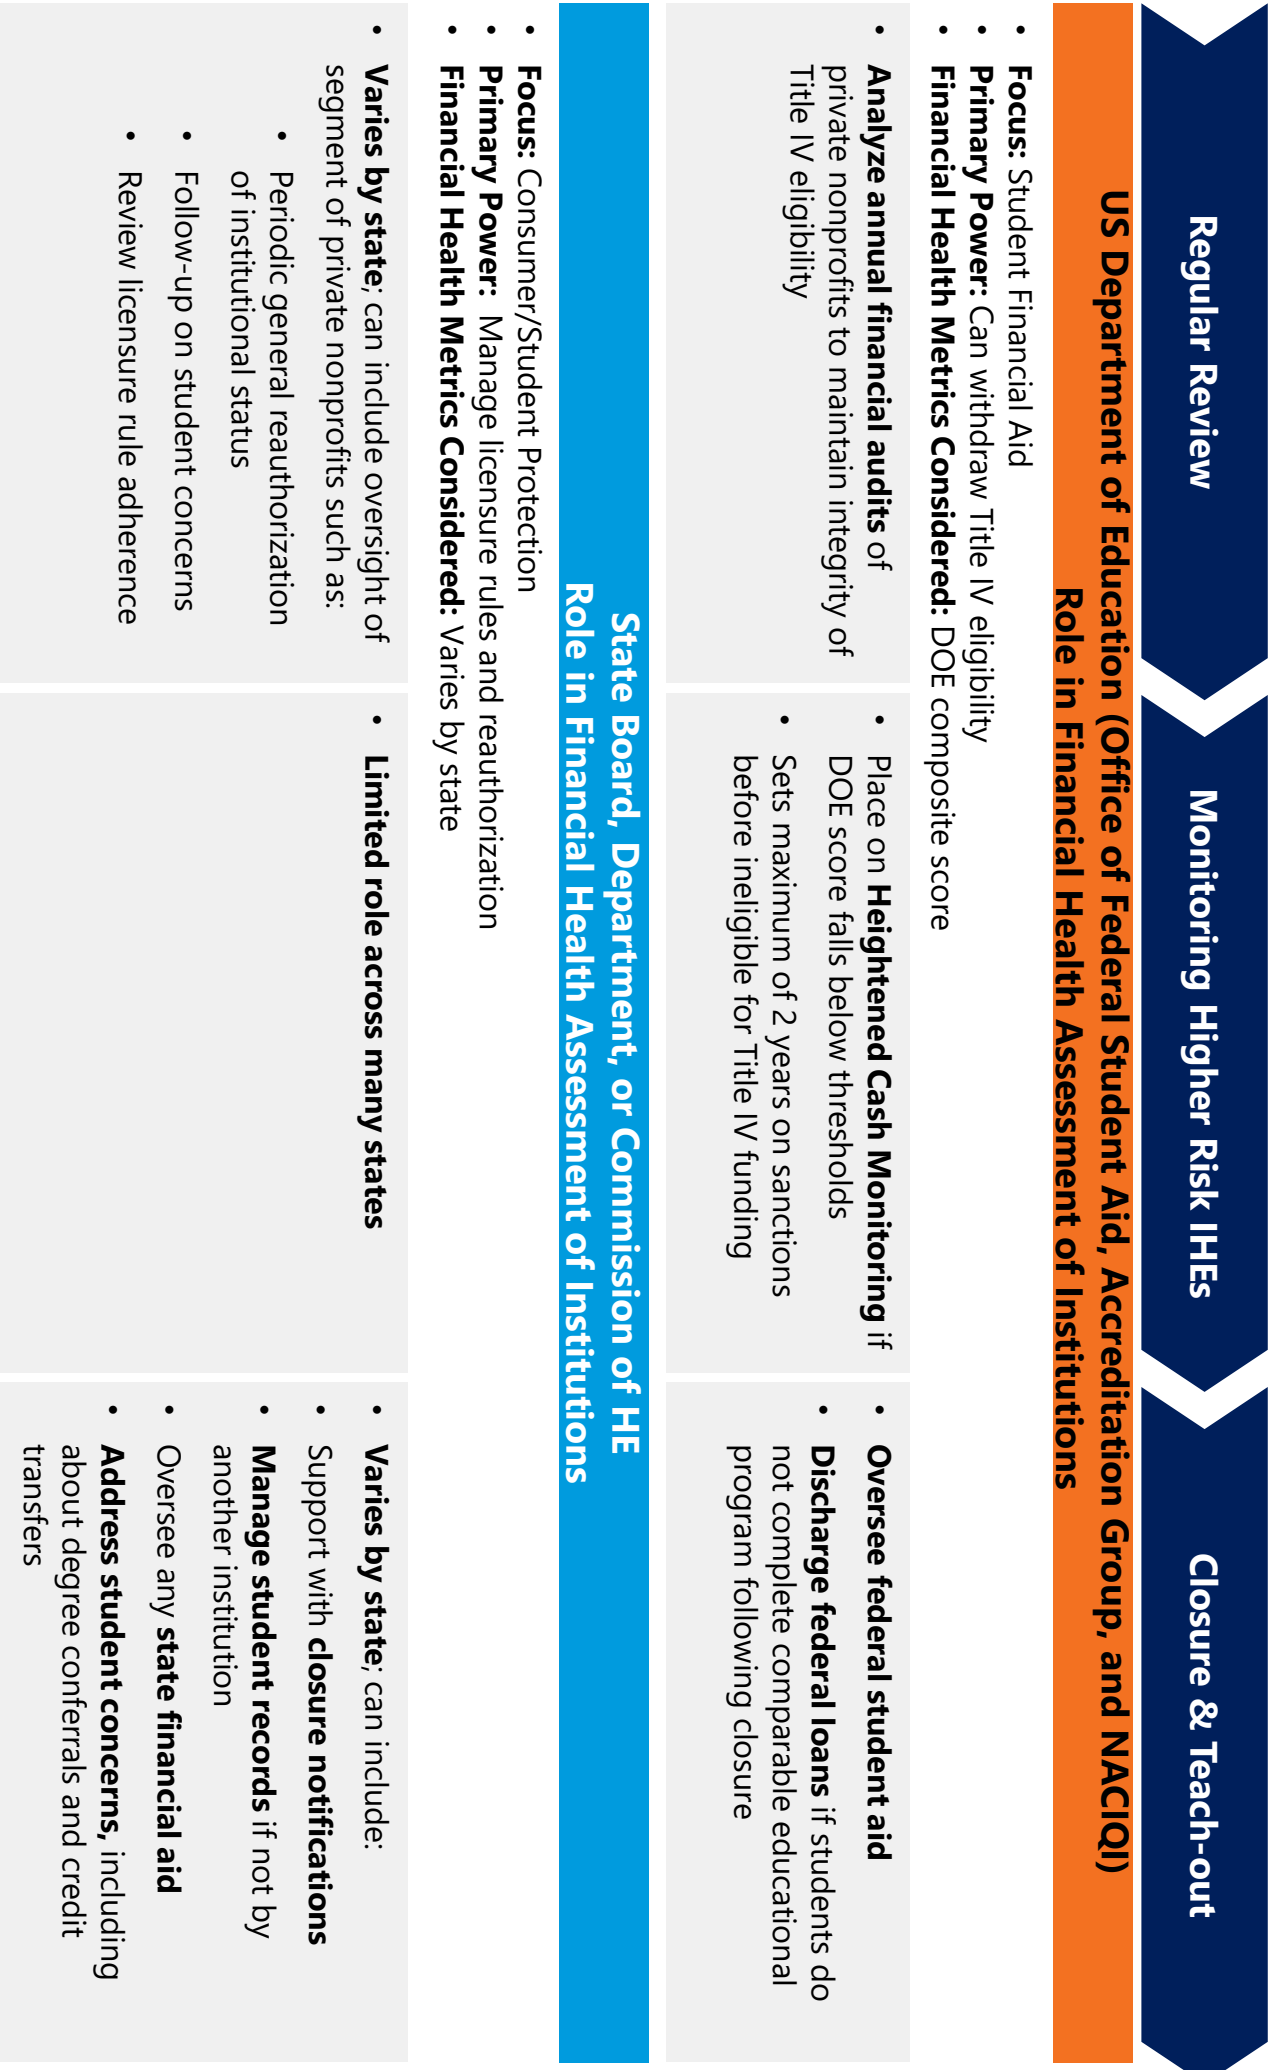 Regular Review
Monitoring Higher Risk IHEs
Closure & Teach-out
US Department of Education (Office of Federal Student Aid, Accreditation Group, and NACIQI)
Role in Financial Health Assessment of Institutions
• Focus: Student Financial Aid
• Primary Power: Can withdraw Title IV eligibility
• Financial Health Metrics Considered: DOE composite score
• Analyze annual financial audits of
private nonprofits to maintain integrity of
Title IV eligibility
• Place on Heightened Cash Monitoring if
DOE score falls below thresholds
• Sets maximum of 2 years on sanctions
before ineligible for Title IV funding
• Oversee federal student aid
• Discharge federal loans if students do
not complete comparable educational
program following closure
State Board, Department, or Commission of HE
Role in Financial Health Assessment of Institutions
• Focus: Consumer/Student Protection
• Primary Power: Manage licensure rules and reauthorization
• Financial Health Metrics Considered: Varies by state
• Varies by state; can include oversight of
segment of private nonprofits such as:
• Periodic general reauthorization
of institutional status
• Follow-up on student concerns
• Review licensure rule adherence
• Limited role across many states
• Varies by state; can include:
• Support with closure notifications
• Manage student records if not by
another institution
• Oversee any state financial aid
• Address student concerns, including
about degree conferrals and credit
transfers